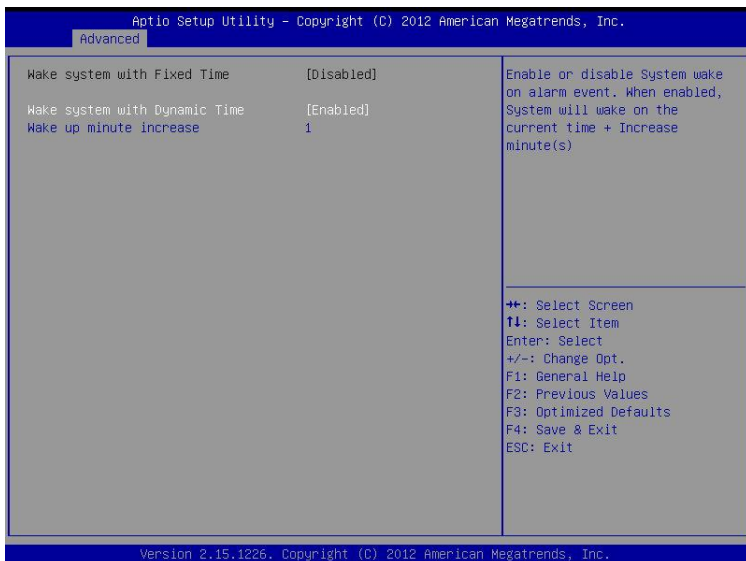 Aptio Setup Utility – Copyright (C) 2012 American Megatrends, Inc.
Advanced
Wake system with Fixed Time [Disabled]
Wake system with Dynamic Time [Enabled]
Wake up minute increase 1
Enable or disable System wake
on alarm event. When enabled,
System will wake on the
current time + Increase
minute(s)
→←: Select Screen
↑↓: Select Item
Enter: Select
+/-: Change Opt.
F1: General Help
F2: Previous Values
F3: Optimized Defaults
F4: Save & Exit
ESC: Exit
Version 2.15.1226. Copyright (C) 2012 American Megatrends, Inc.